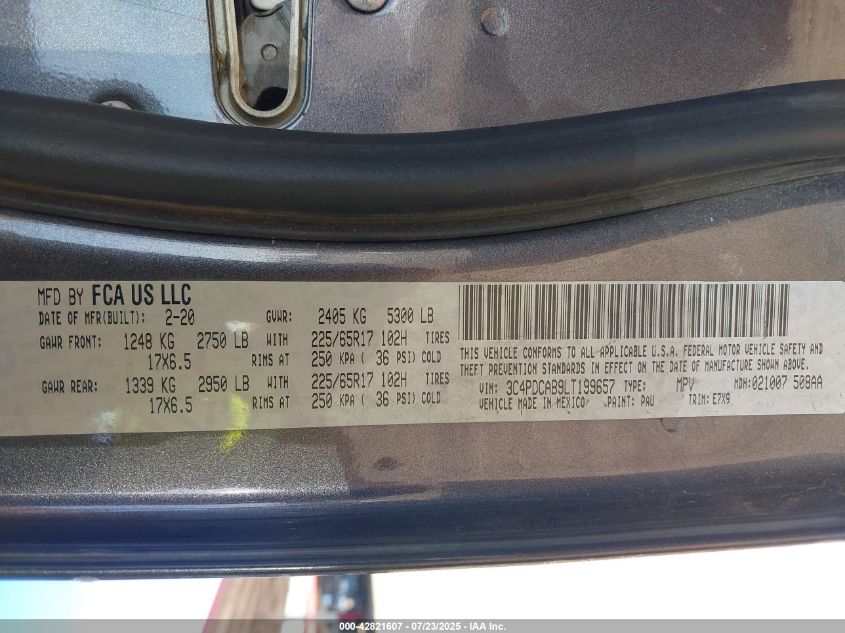 MFD BY FCA US LLC
DATE OF MFR(BUILT): 2-20 GVWR: 2405 KG 5300 LB
GAWR FRONT: 1248 KG 2750 LB WITH 225/65R17 102H TIRES
17X6.5 RIMS AT 250 KPA ( 36 PSI) COLD
GAWR REAR: 1339 KG 2950 LB WITH 225/65R17 102H TIRES
17X6.5 RIMS AT 250 KPA ( 36 PSI) COLD
THIS VEHICLE CONFORMS TO ALL APPLICABLE U.S.A. FEDERAL MOTOR VEHICLE SAFETY AND
THEFT PREVENTION STANDARDS IN EFFECT ON THE DATE OF MANUFACTURE SHOWN ABOVE.
VIN: 3C4PDCAB9LT199657 TYPE: MPV MDH: 021007 508AA
VEHICLE MADE IN MEXICO PAINT: PAU TRIM: E7X9
000-42821607 - 07/23/2025 - IAA Inc.